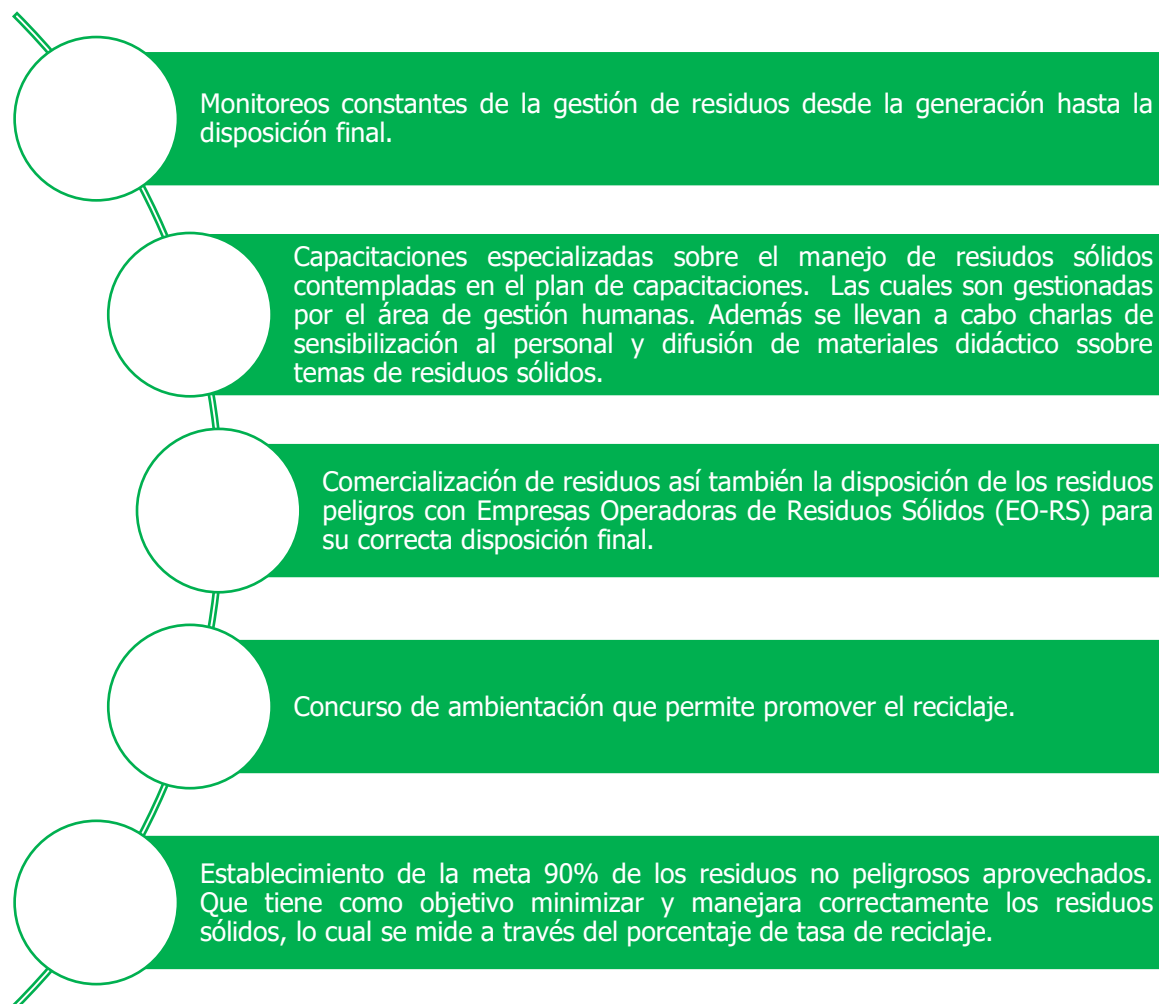 Monitoreos constantes de la gestión de residuos desde la generación hasta la
disposición final.
Capacitaciones especializadas sobre el manejo de resiudos sólidos
contempladas en el plan de capacitaciones.  Las cuales son gestionadas
por el área de gestión humanas. Además se llevan a cabo charlas de
sensibilización al personal y difusión de materiales didáctico ssobre
temas de residuos sólidos.
Comercialización de residuos así también la disposición de los residuos
peligros con Empresas Operadoras de Residuos Sólidos (EO-RS) para
su correcta disposición final.
Concurso de ambientación que permite promover el reciclaje.
Establecimiento de la meta 90% de los residuos no peligrosos aprovechados.
Que tiene como objetivo minimizar y manejara correctamente los residuos
sólidos, lo cual se mide a través del porcentaje de tasa de reciclaje.